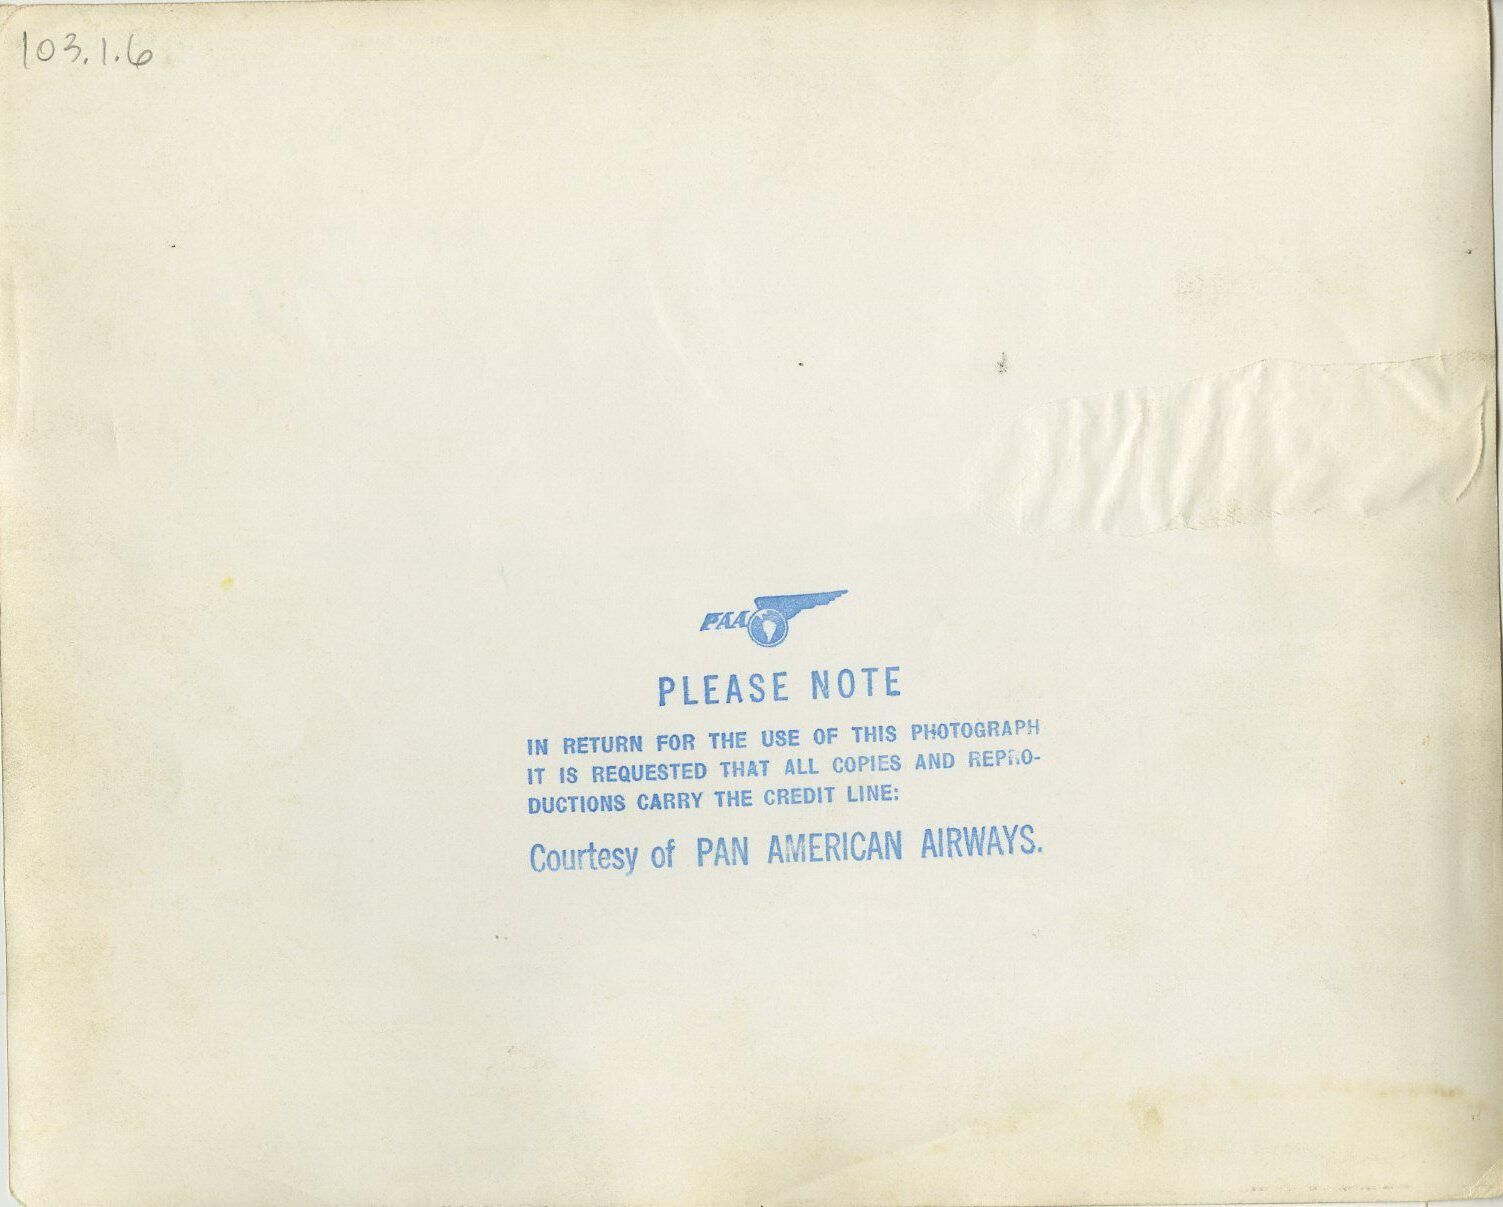 103.1.6
PAA
PLEASE NOTE
IN RETURN FOR THE USE OF THIS PHOTOGRAPH
IT IS REQUESTED THAT ALL COPIES AND REPRO-
DUCTIONS CARRY THE CREDIT LINE:
Courtesy of PAN AMERICAN AIRWAYS.